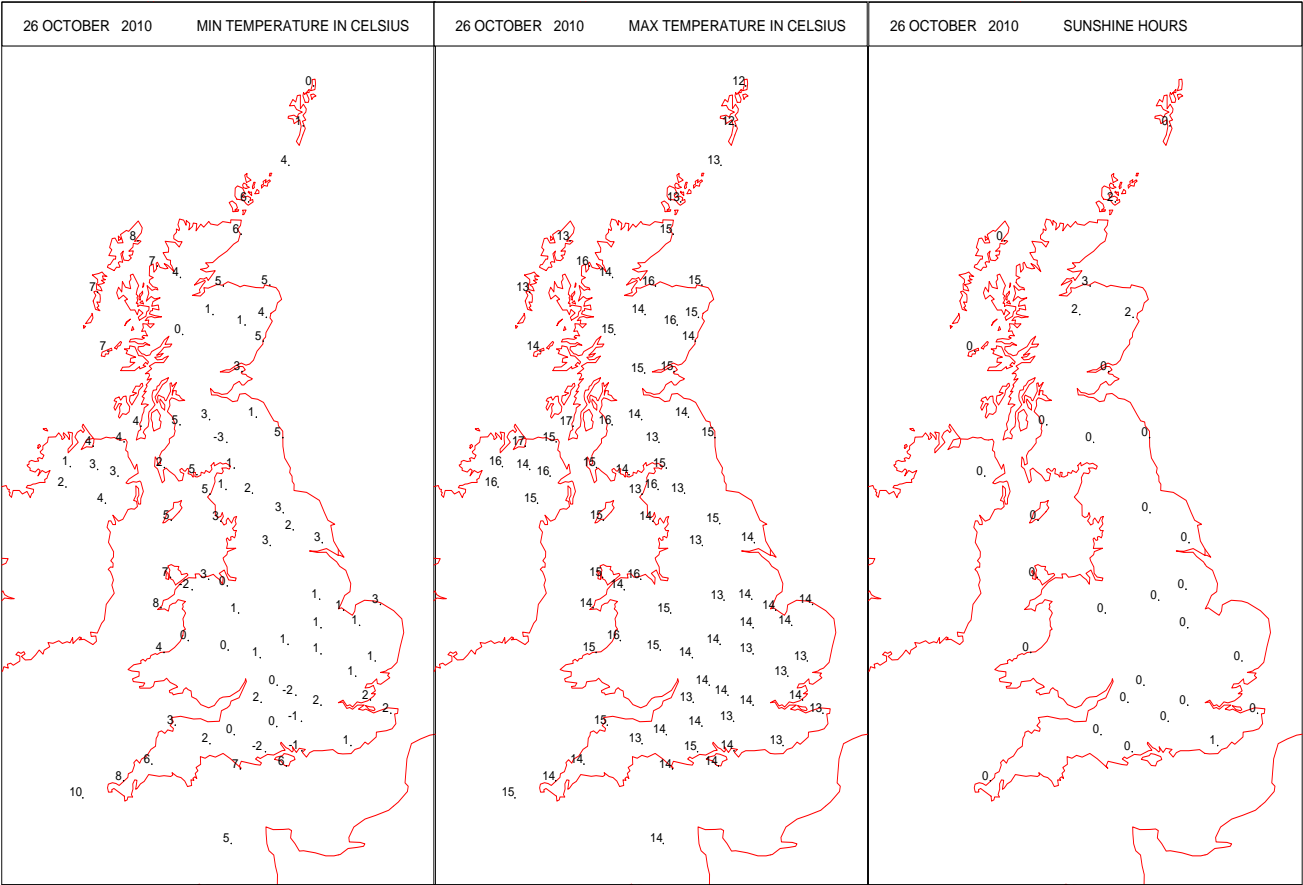 26 OCTOBER 2010 MIN TEMPERATURE IN CELSIUS
0.
1.
4.
6.
6.
8.
7.
4.
7.
5. 5.
1. 4.
1.
0. 5.
7.
3.
3. 1.
4. 5.
4. 4. -3. 5.
1. 3. 2. 1.
3. 5.
2. 5. 1. 2.
4.
3.
5. 3. 2.
3. 3.
7. 3.
-2. 0.
8. 1. 1. 1. 3.
1. 1.
0. 1.
4. 0. 1. 1. 3.
1.
0. -2. 2.
2. 2. 2.
3. 0. -1.
2. 0. -2. -1. 1.
6. 7. 6.
8.
10.
5.
26 OCTOBER 2010 MAX TEMPERATURE IN CELSIUS
12.
12.
13.
13.
15.
13.
16.
14.
13. 16. 15.
14. 15.
16.
15. 14.
14.
15. 15.
14. 14.
17. 16.
17. 15. 13. 15.
16. 14. 15. 15.
16. 14.
16. 13. 16. 13.
15.
15. 14. 15.
13. 14.
15. 16.
14.
14. 15. 13. 14. 14. 14.
14. 14.
16. 14.
15. 15. 14. 13. 13.
13.
14. 14. 14.
13. 14. 13.
15. 14. 14. 13.
13. 15. 14. 13.
14. 14. 14.
14.
15.
14.
26 OCTOBER 2010 SUNSHINE HOURS
0.
2.
0.
3.
2. 2.
0.
0.
0.
0. 0.
0.
0. 0.
0.
0. 0.
0. 0.
0.
0. 0.
0.
0. 0. 0.
0. 0.
0. 1.
0.